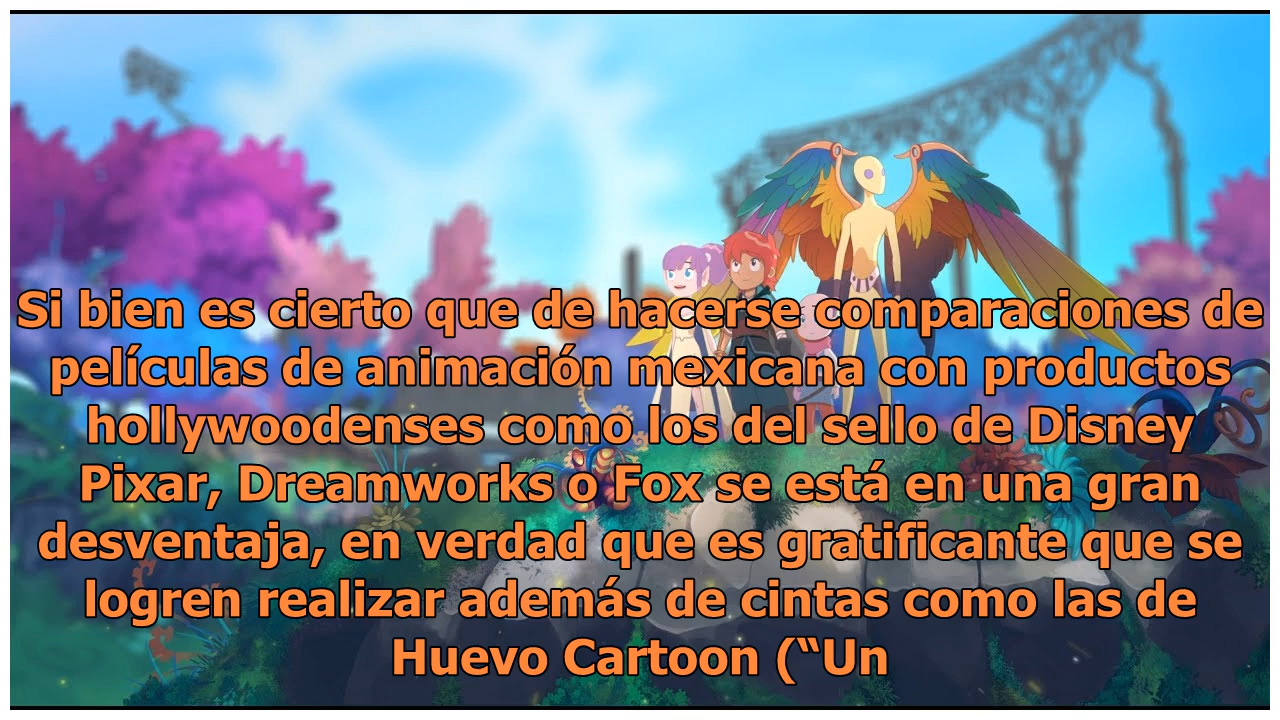 Si bien es cierto que de hacerse comparaciones de
películas de animación mexicana con productos
hollywoodenses como los del sello de Disney
Pixar, Dreamworks o Fox se está en una gran
desventaja, en verdad que es gratificante que se
logren realizar además de cintas como las de
Huevo Cartoon (“Un